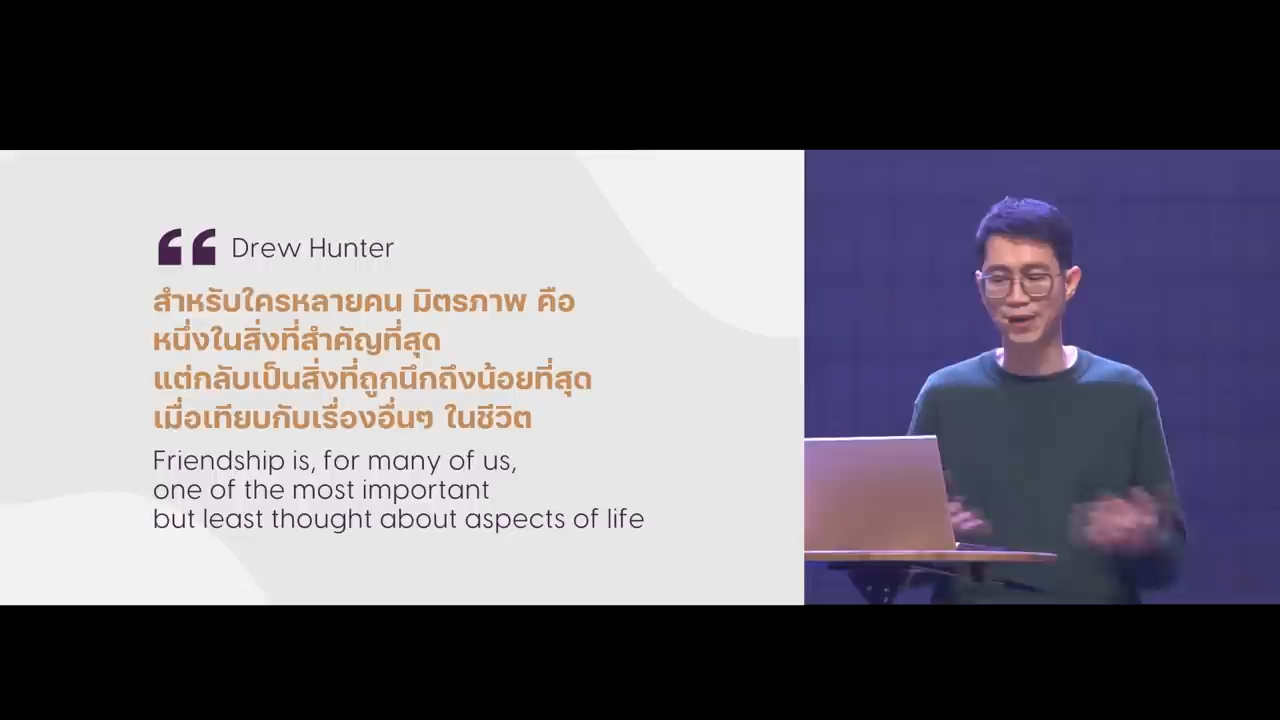 Drew Hunter
สำหรับใครหลายคน มิตรภาพ คือ
หนึ่งในสิ่งที่สำคัญที่สุด
แต่กลับเป็นสิ่งที่ถูกนึกถึงน้อยที่สุด
เมื่อเทียบกับเรื่องอื่นๆ ในชีวิต
Friendship is, for many of us,
one of the most important
but least thought about aspects of life